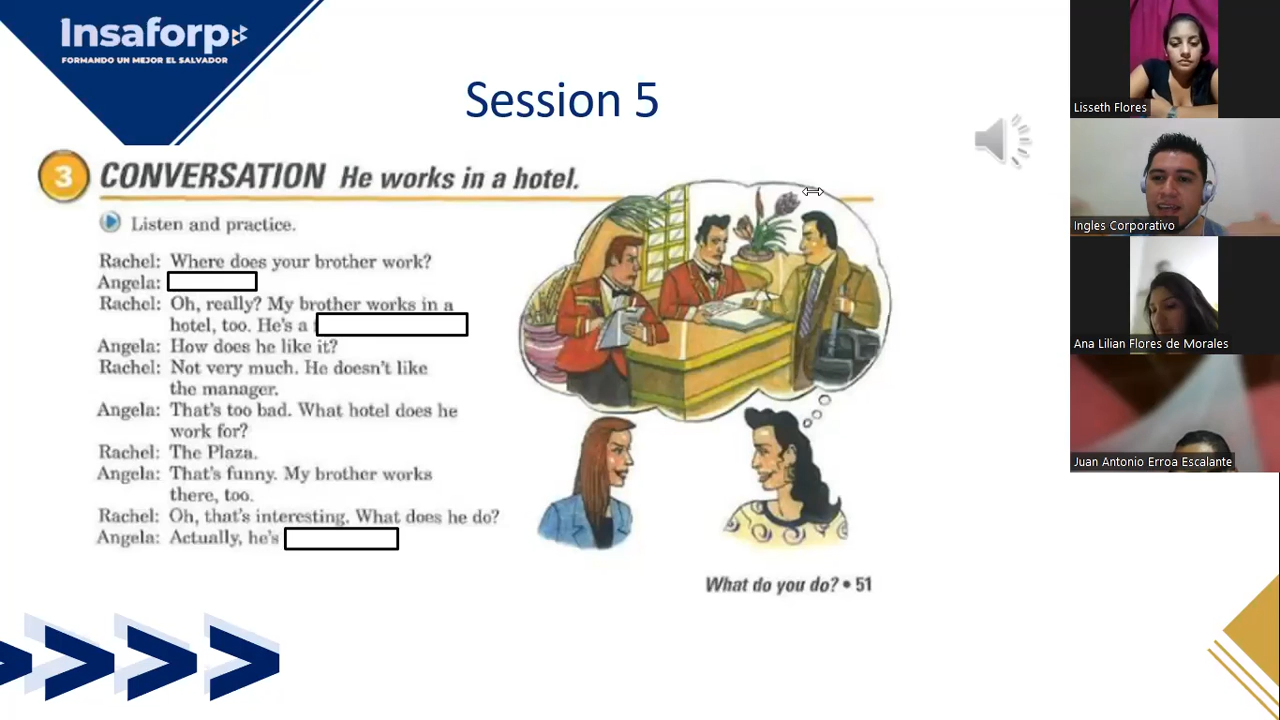 Insaforp
FORMANDO UN MEJOR EL SALVADOR
Session 5
3 CONVERSATION He works in a hotel.
Listen and practice.
Rachel: Where does your brother work?
Angela:
Rachel: Oh, really? My brother works in a
hotel, too. He's a
Angela: How does he like it?
Rachel: Not very much. He doesn't like
the manager.
Angela: That's too bad. What hotel does he
work for?
Rachel: The Plaza.
Angela: That's funny. My brother works
there, too.
Rachel: Oh, that's interesting. What does he do?
Angela: Actually, he's
What do you do? • 51
Lisseth Flores
Ingles Corporativo
Ana Lilian Flores de Morales
Juan Antonio Erroa Escalante